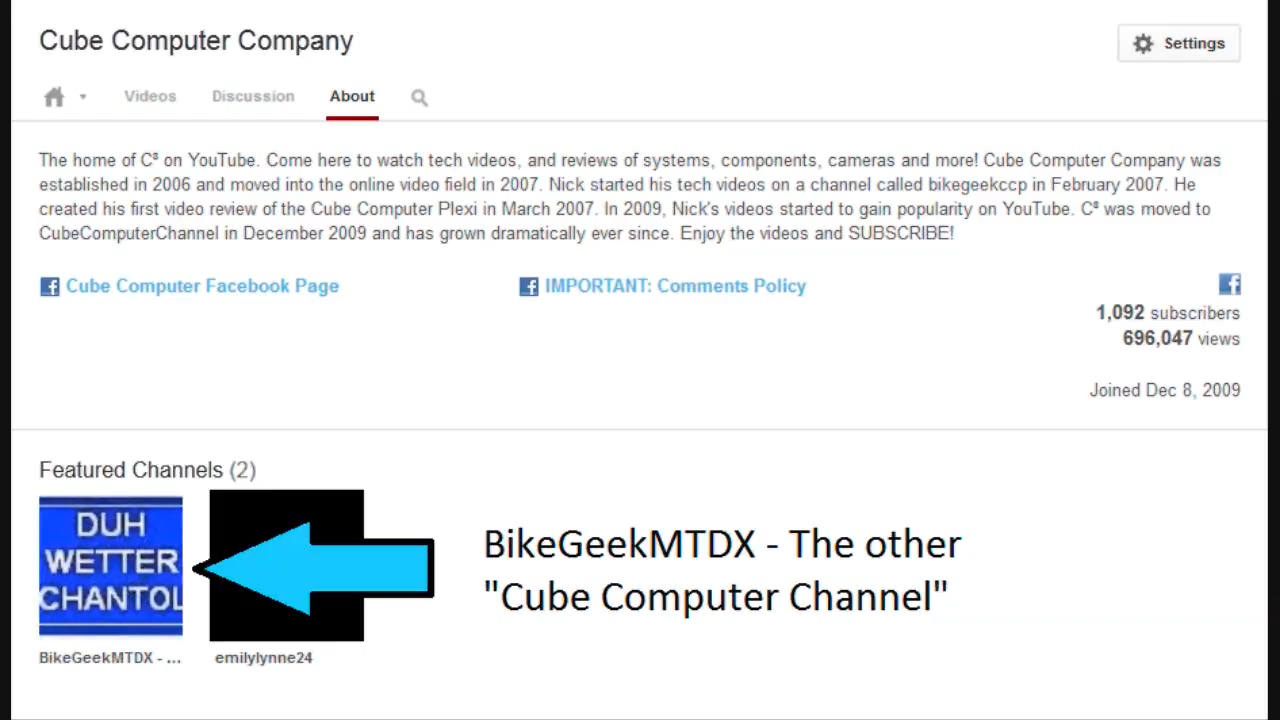 Cube Computer Company
Settings
Videos Discussion About
The home of C³ on YouTube. Come here to watch tech videos, and reviews of systems, components, cameras and more! Cube Computer Company was
established in 2006 and moved into the online video field in 2007. Nick started his tech videos on a channel called bikegeekccp in February 2007. He
created his first video review of the Cube Computer Plexi in March 2007. In 2009, Nick's videos started to gain popularity on YouTube. C³ was moved to
CubeComputerChannel in December 2009 and has grown dramatically ever since. Enjoy the videos and SUBSCRIBE!
Cube Computer Facebook Page IMPORTANT: Comments Policy
1,092 subscribers
696,047 views
Joined Dec 8, 2009
Featured Channels (2)
DUH
WETTER
CHANTOL
BikeGeekMTDX - ... emilylynne24
BikeGeekMTDX - The other
"Cube Computer Channel"